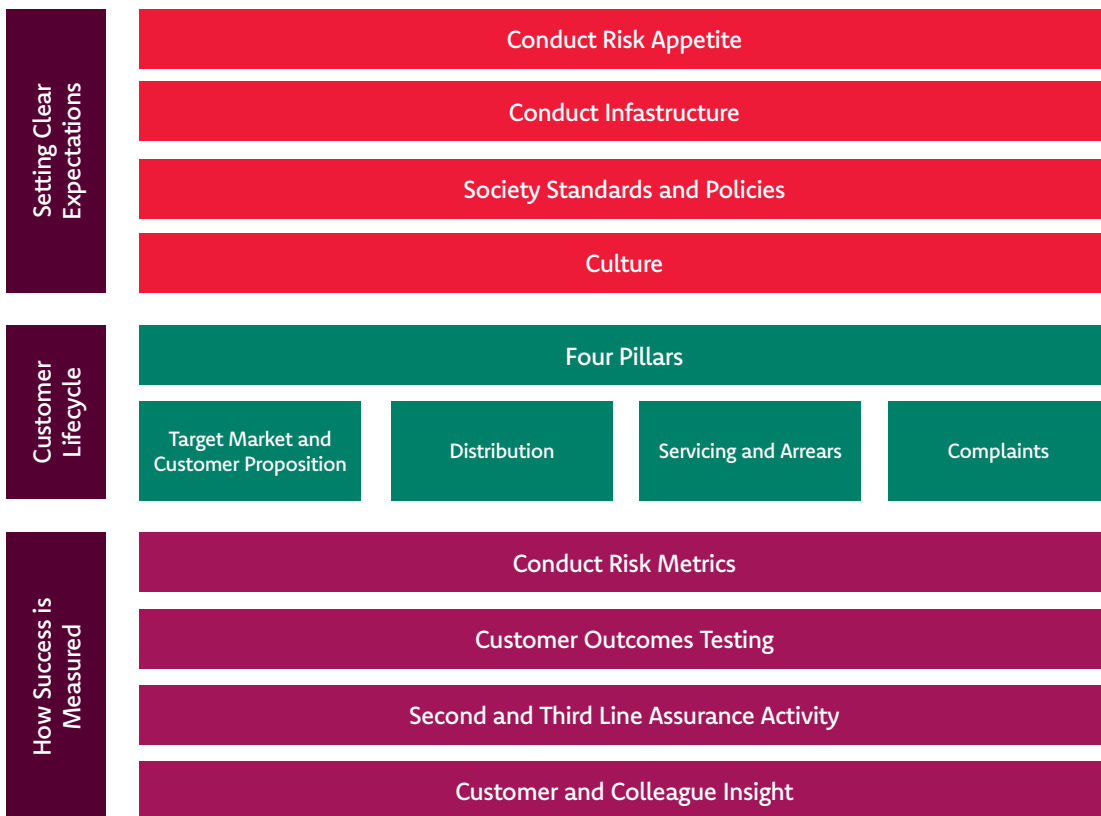 Setting Clear
Expectations
Conduct Risk Appetite
Conduct Infastructure
Society Standards and Policies
Culture
Customer
Lifecycle
Four Pillars
Target Market and
Customer Proposition
Distribution
Servicing and Arrears
Complaints
How Success is
Measured
Conduct Risk Metrics
Customer Outcomes Testing
Second and Third Line Assurance Activity
Customer and Colleague Insight